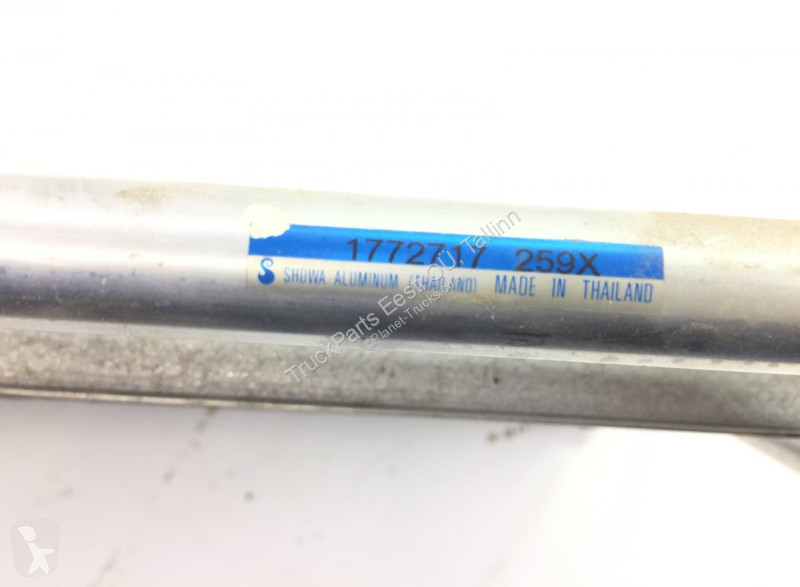 1772717 259X
SHOWA ALUMINUM (THAILAND) MADE IN THAILAND
TruckParts Eesti OÜ, Tallinn
@Planet-Trucks.com